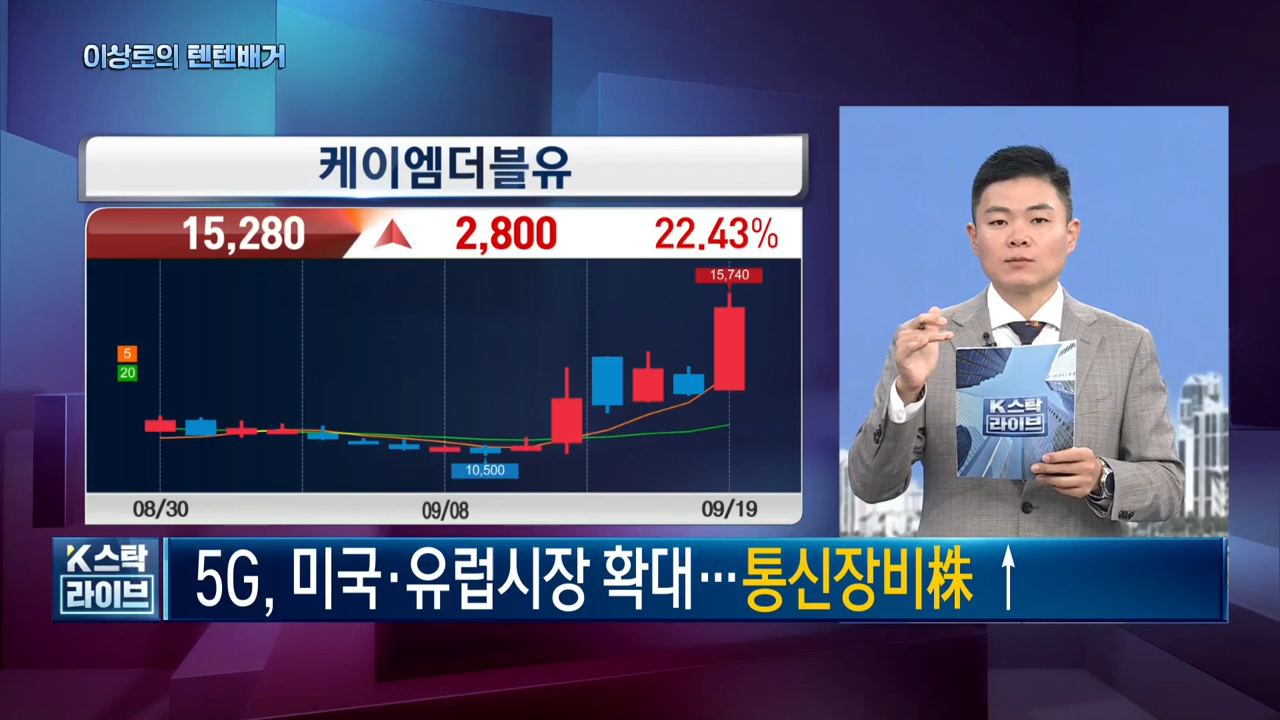 이상로의 텐텐배거
케이엠더블유
15,280 ▲ 2,800 22.43%
15,740
5
20
10,500
08/30 09/08 09/19
K스탁
라이브
K스탁
라이브
5G, 미국·유럽시장 확대…통신장비株 ↑